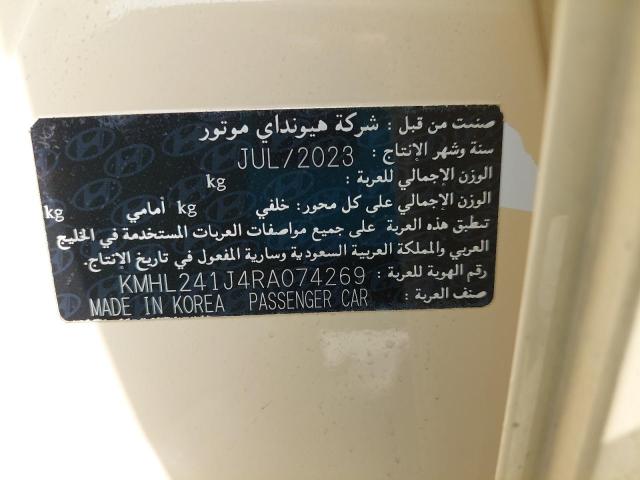 صنعت من قبل : شركة هيونداي موتور
سنة وشهر الإنتاج : JUL/2023
الوزن الإجمالي للعربة : kg
الوزن الإجمالي على كل محور : خلفي kg أمامي kg
تنطبق هذه العربة على جميع مواصفات العربات المستخدمة في الخليج
العربي والمملكة العربية السعودية وسارية المفعول في تاريخ الإنتاج.
رقم الهوية للعربة : KMHL241J4RA074269
صنف العربة : MADE IN KOREA PASSENGER CAR